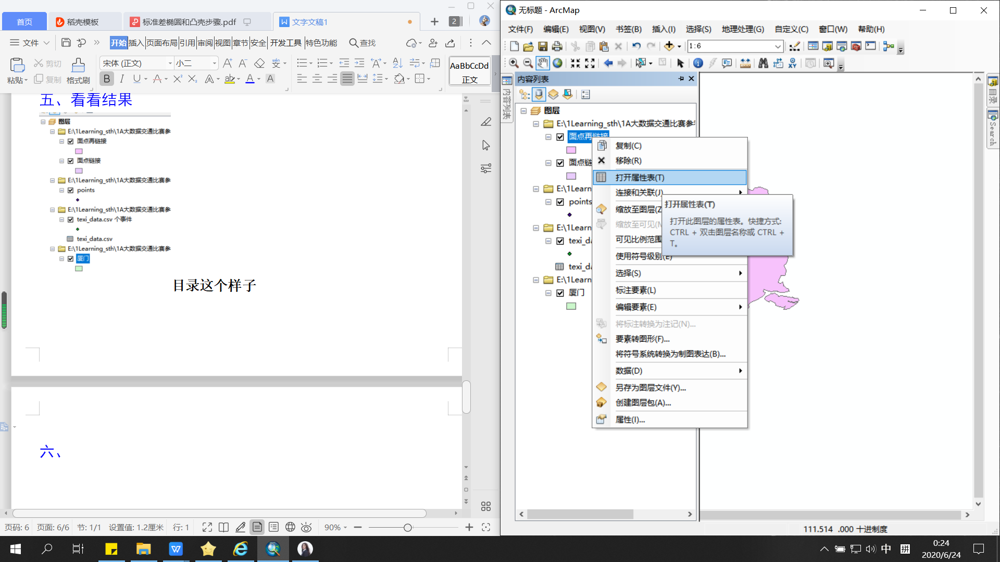 首页
稻壳模板
标准差椭圆和凸壳步骤.pdf
文字文稿1
2
文件
开始
插入
页面布局
引用
审阅
视图
章节
安全
开发工具
特色功能
查找
粘贴
剪切
复制
格式刷
宋体 (正文)
小二
AaBbCcDd
正文
五、看看结果
图层
E:\1Learning_sth\1A大数据交通比赛参
面点再链接
面点链接
E:\1Learning_sth\1A大数据交通比赛参
points
E:\1Learning_sth\1A大数据交通比赛参
texi_data.csv 个事件
texi_data.csv
E:\1Learning_sth\1A大数据交通比赛参
厦门
目录这个样子
六、
页码: 6
页面: 6/6
节: 1/1
设置值: 1.2厘米
行: 1
90%
无标题 - ArcMap
文件(F)
编辑(E)
视图(V)
书签(B)
插入(I)
选择(S)
地理处理(G)
自定义(C)
窗口(W)
帮助(H)
1:6
内容列表
内容列表
图层
E:\1Learning_sth\1A大数据交通比赛参
面点再链接
面点链
E:\1Learn
points
E:\1Learn
texi_da
texi_da
E:\1Learn
厦门
复制(C)
移除(R)
打开属性表(T)
连接和关联(J)
缩放至图层(Z
缩放至可见(M
可见比例范围
使用符号级别(E)
选择(S)
标注要素(L)
编辑要素(E)
将标注转换为注记(N)...
要素转图形(F)...
将符号系统转换为制图表达(B)...
数据(D)
另存为图层文件(Y)...
创建图层包(A)...
属性(I)...
打开属性表(T)
打开此图层的属性表。快捷方式:
CTRL + 双击图层名称或 CTRL +
T。
目录
Search
111.514  .000 十进制度
中
拼
0:24
2020/6/24